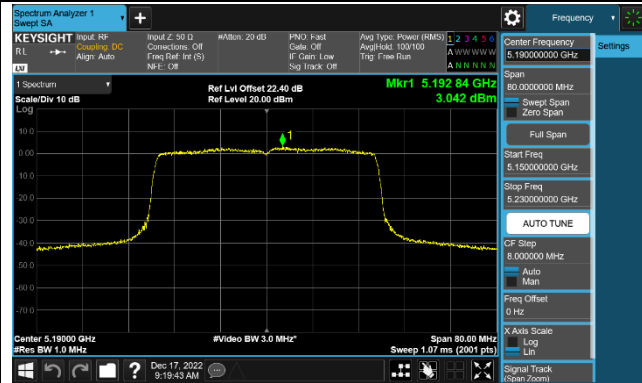 Spectrum Analyzer 1
Swept SA
Frequency
KEYSIGHT
RL
LXI
Input: RF
Coupling: DC
Align: Auto
Input Z: 50 Ω
Corrections: Off
Freq Ref: Int (S)
NFE: Off
#Atten: 20 dB
PNO: Fast
Gate: Off
IF Gain: Low
Sig Track: Off
Avg Type: Power (RMS)
Avg|Hold: 100/100
Trig: Free Run
1 2 3 4 5 6
A W W W W W
A N N N N N
1 Spectrum
Scale/Div 10 dB
Ref Lvl Offset 22.40 dB
Ref Level 20.00 dBm
Mkr1 5.192 84 GHz
3.042 dBm
Log
10.0
0.00
-10.0
-20.0
-30.0
-40.0
-50.0
-60.0
-70.0
1
Center 5.19000 GHz
#Res BW 1.0 MHz
#Video BW 3.0 MHz*
Span 80.00 MHz
Sweep 1.07 ms (2001 pts)
Dec 17, 2022
9:19:43 AM
Center Frequency
5.190000000 GHz
Settings
Span
80.0000000 MHz
Swept Span
Zero Span
Full Span
Start Freq
5.150000000 GHz
Stop Freq
5.230000000 GHz
AUTO TUNE
CF Step
8.000000 MHz
Auto
Man
Freq Offset
0 Hz
X Axis Scale
Log
Lin
Signal Track
(Span Zoom)